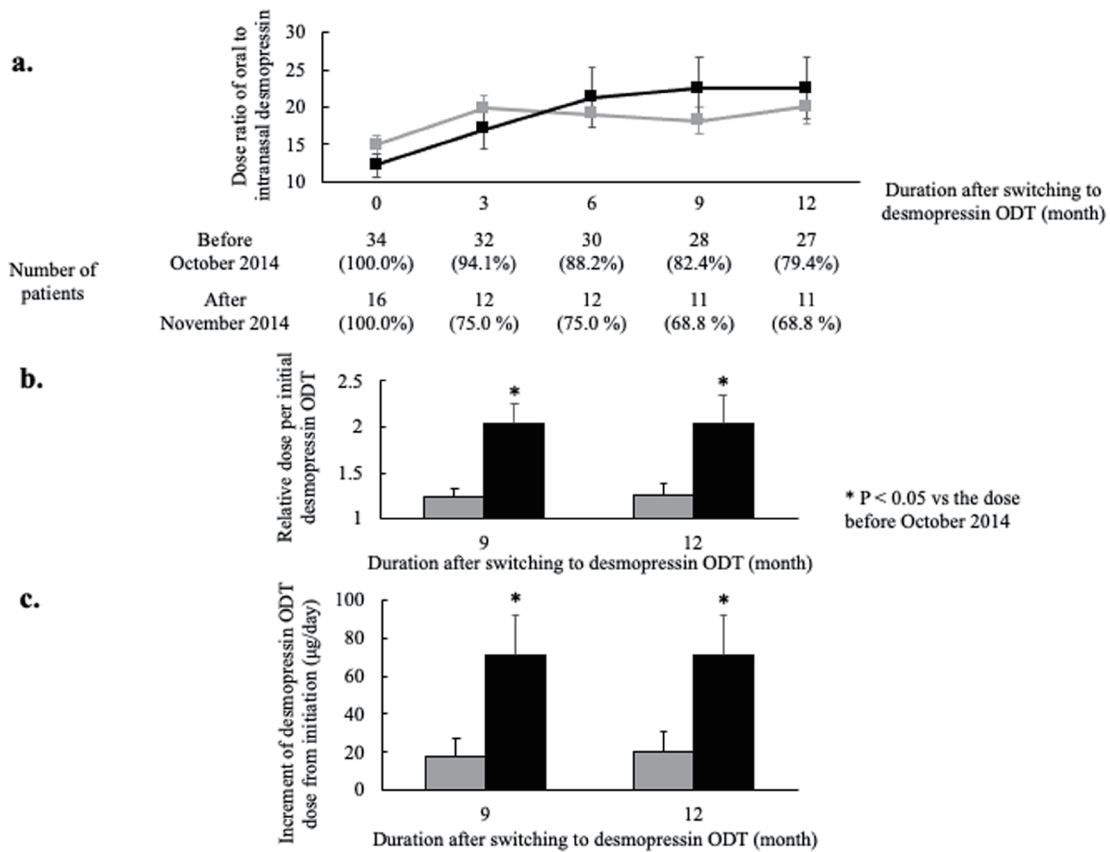 a.
Dose ratio of oral to
intranasal desmopressin
30
25
20
15
10
0 3 6 9 12
Duration after switching to
desmopressin ODT (month)
Number of
patients
Before
October 2014
34 32 30 28 27
(100.0%) (94.1%) (88.2%) (82.4%) (79.4%)
After
November 2014
16 12 12 11 11
(100.0%) (75.0 %) (75.0 %) (68.8 %) (68.8 %)
b.
Relative dose per initial
desmopressin ODT
2.5
2
1.5
1
* *
9 12
Duration after switching to desmopressin ODT (month)
* P < 0.05 vs the dose
before October 2014
c.
Increment of desmopressin ODT
dose from initiation (μg/day)
100
80
60
40
20
0
* *
9 12
Duration after switching to desmopressin ODT (month)